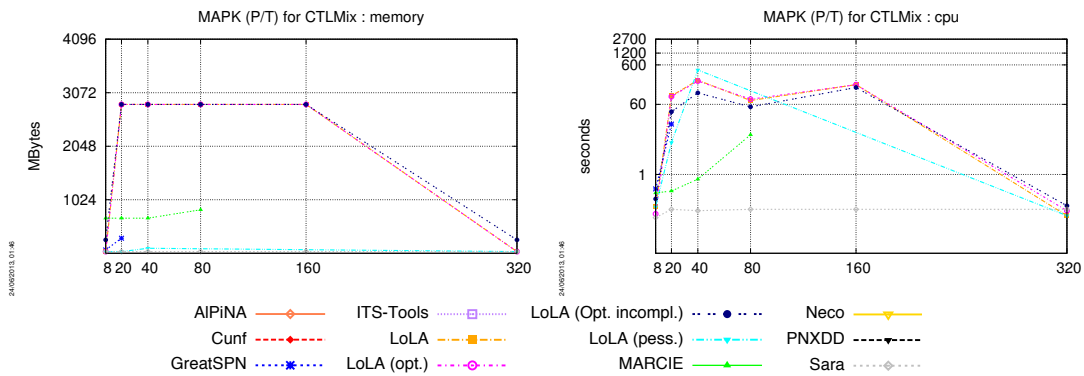 MAPK (P/T) for CTLMix : memory
4096
3072
2048
1024
MBytes
8 20 40 80 160 320
24/06/2013, 01:46
MAPK (P/T) for CTLMix : cpu
2700
1200
600
60
1
seconds
8 20 40 80 160 320
24/06/2013, 01:46
AlPiNA ITS-Tools LoLA (Opt. incompl.) Neco
Cunf LoLA LoLA (pess.) PNXDD
GreatSPN LoLA (opt.) MARCIE Sara